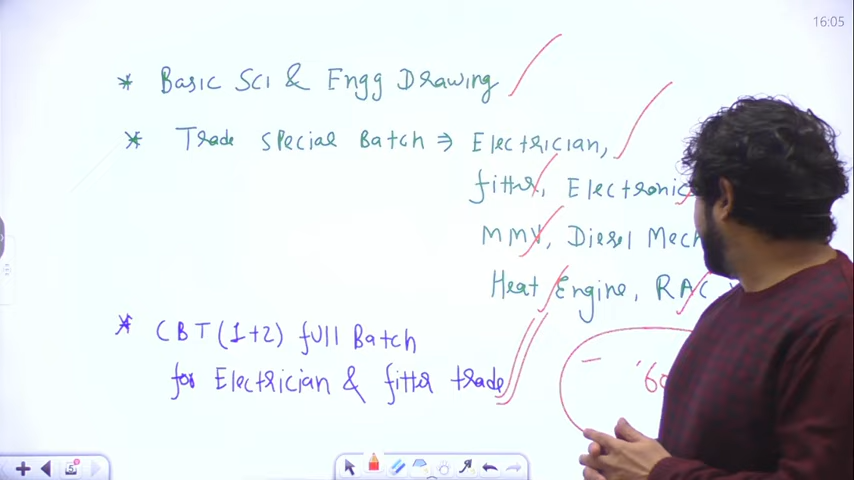 16:05
* Basic Sci & Engg Drawing
* Trade special Batch ⇒ Electrician,
fitter, Electronic
MMV, Diesel Mech
Heat Engine, RAC
* CBT (1+2) full Batch
for Electrician & fitter trade
5